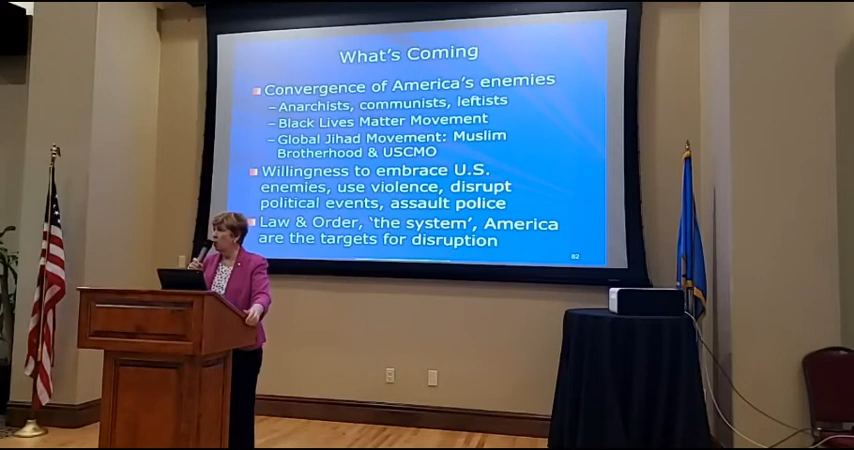 What's Coming
Convergence of America's enemies
–Anarchists, communists, leftists
–Black Lives Matter Movement
–Global Jihad Movement: Muslim
Brotherhood & USCMO
Willingness to embrace U.S.
enemies, use violence, disrupt
political events, assault police
Law & Order, 'the system', America
are the targets for disruption
82